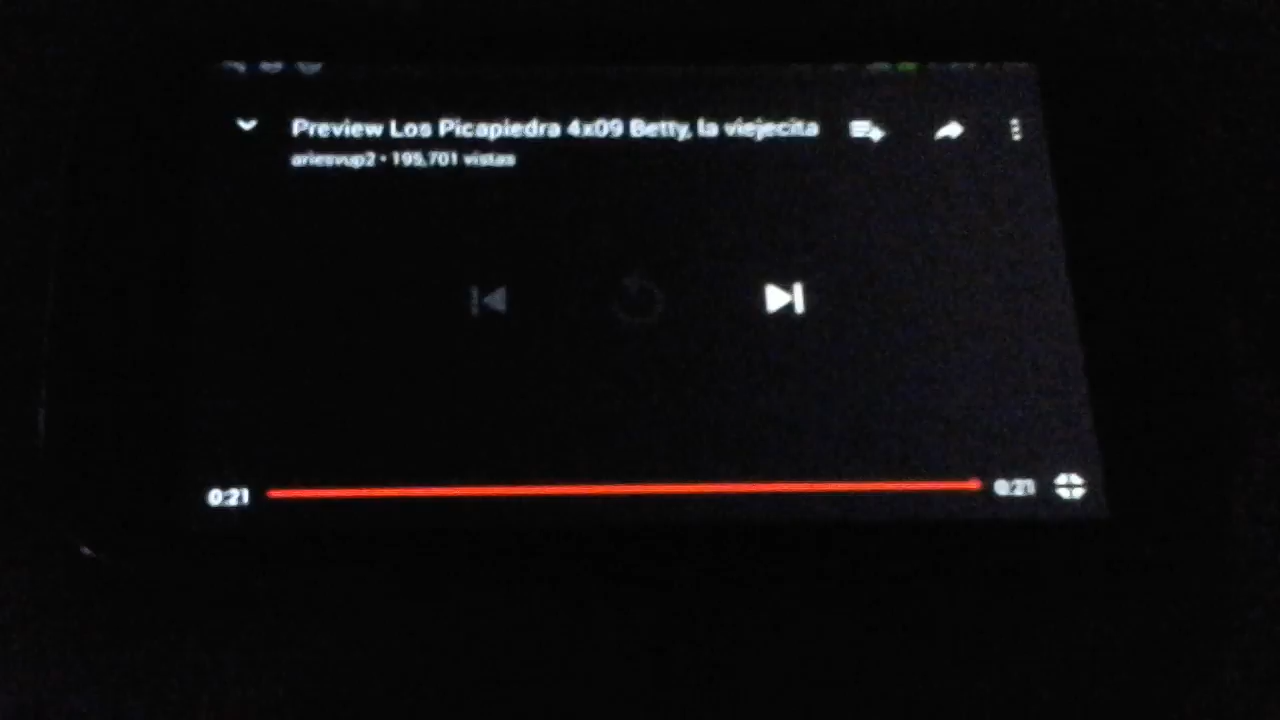 Preview Los Picapiedra 4x09 Betty, la viejecita
ariesvup2 • 195,701 vistas
0:21
0:21